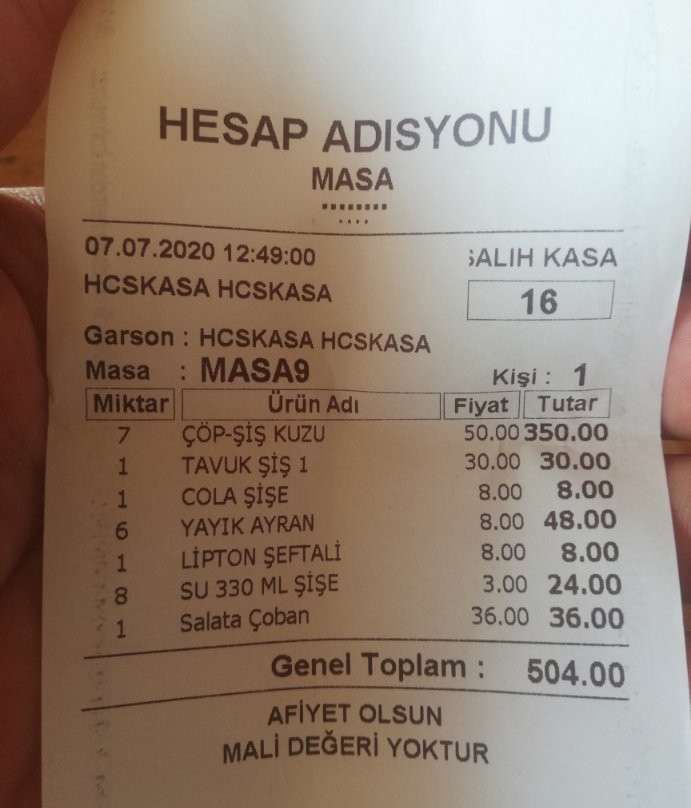 HESAP ADISYONU
MASA
07.07.2020 12:49:00 SALIH KASA
HCSKASA HCSKASA 16
Garson : HCSKASA HCSKASA
Masa : MASA9 Kişi : 1
Miktar Ürün Adı Fiyat Tutar
7 ÇÖP-ŞİŞ KUZU 50.00 350.00
1 TAVUK ŞİŞ 1 30.00 30.00
1 COLA ŞİŞE 8.00 8.00
6 YAYIK AYRAN 8.00 48.00
1 LİPTON ŞEFTALİ 8.00 8.00
8 SU 330 ML ŞİŞE 3.00 24.00
1 Salata Çoban 36.00 36.00
Genel Toplam : 504.00
AFİYET OLSUN
MALİ DEĞERİ YOKTUR